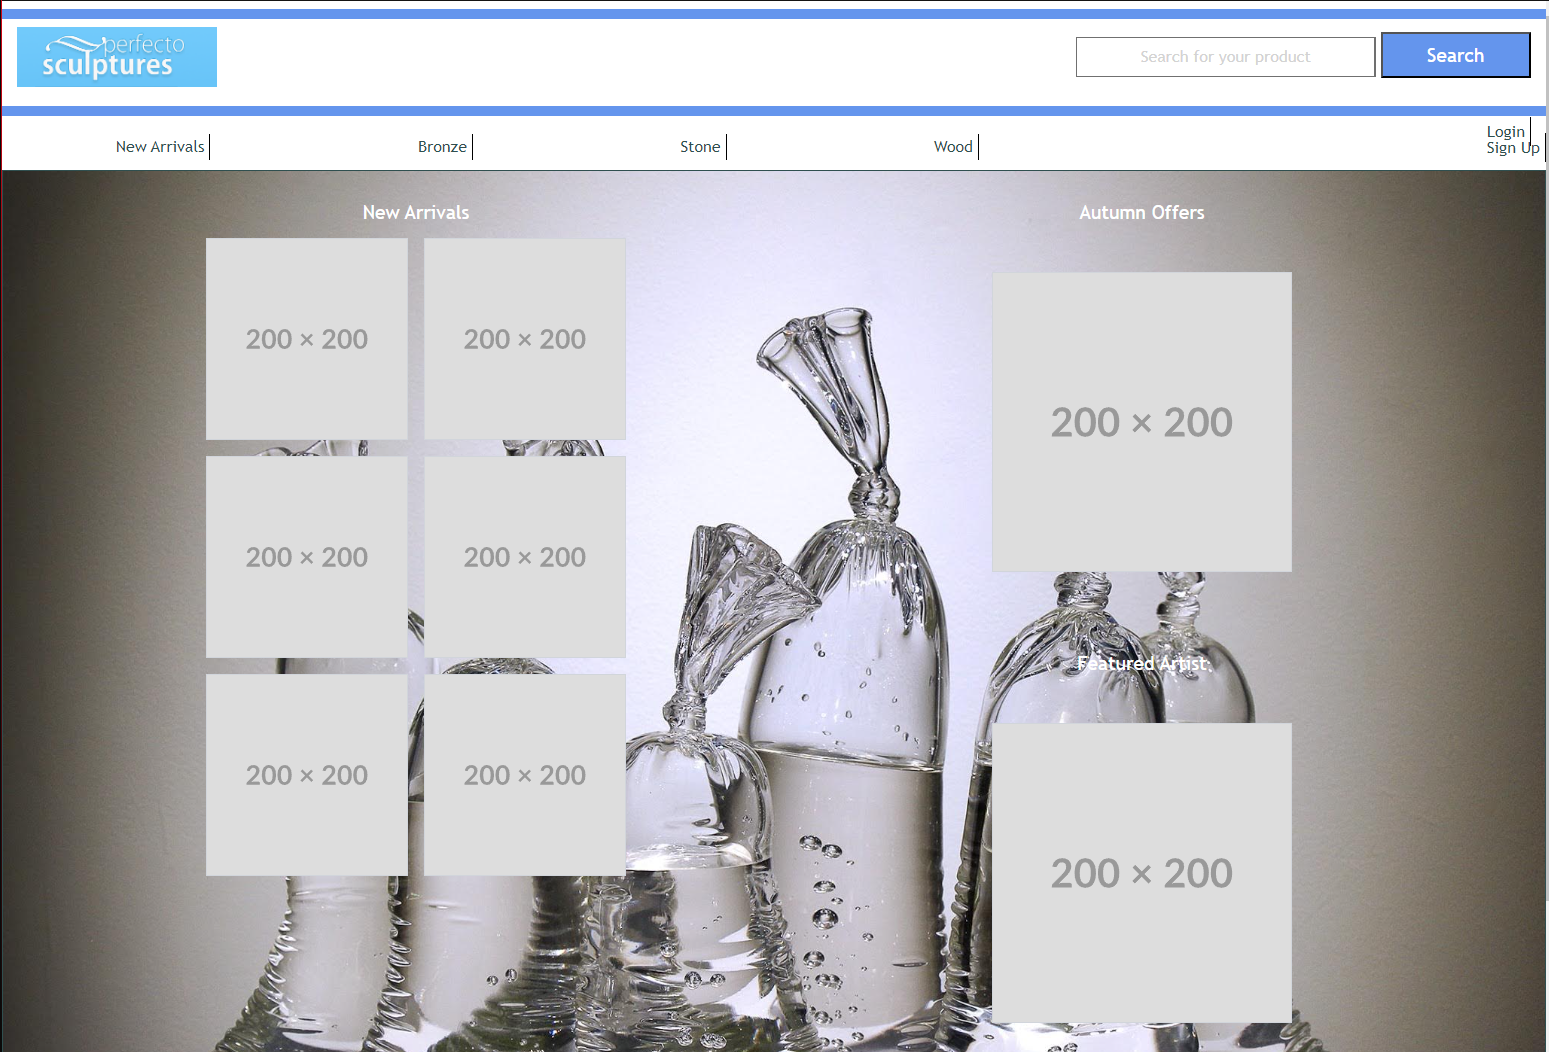 perfecto
sculptures
Search for your product
Search
New Arrivals
Bronze
Stone
Wood
Login
Sign Up
New Arrivals
Autumn Offers
200 × 200
200 × 200
200 × 200
200 × 200
200 × 200
200 × 200
200 × 200
Featured Artist
200 × 200